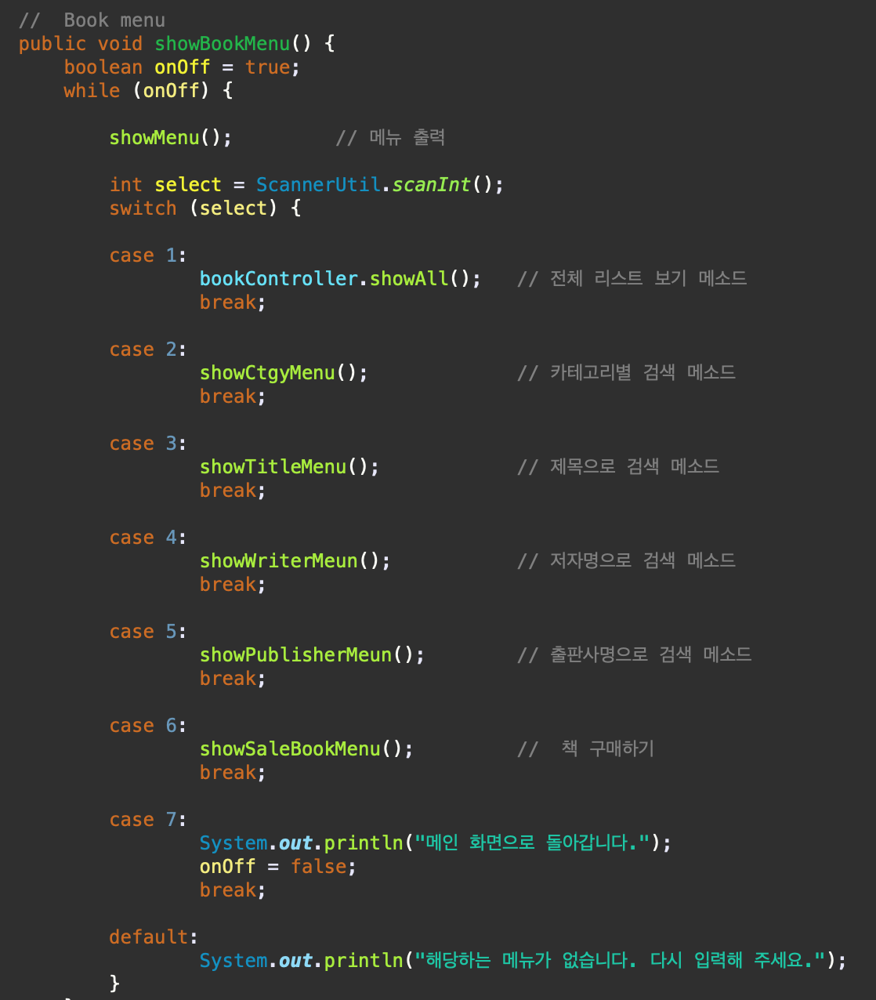 //  Book menu
public void showBookMenu() {
    boolean onOff = true;
    while (onOff) {
        showMenu();         // 메뉴 출력
        int select = ScannerUtil.scanInt();
        switch (select) {
        case 1:
                bookController.showAll();   // 전체 리스트 보기 메소드
                break;
        case 2:
                showCtgyMenu();             // 카테고리별 검색 메소드
                break;
        case 3:
                showTitleMenu();            // 제목으로 검색 메소드
                break;
        case 4:
                showWriterMeun();           // 저자명으로 검색 메소드
                break;
        case 5:
                showPublisherMeun();        // 출판사명으로 검색 메소드
                break;
        case 6:
                showSaleBookMenu();         //  책 구매하기
                break;
        case 7:
                System.out.println("메인 화면으로 돌아갑니다.");
                onOff = false;
                break;
        default:
                System.out.println("해당하는 메뉴가 없습니다. 다시 입력해 주세요.");
        }